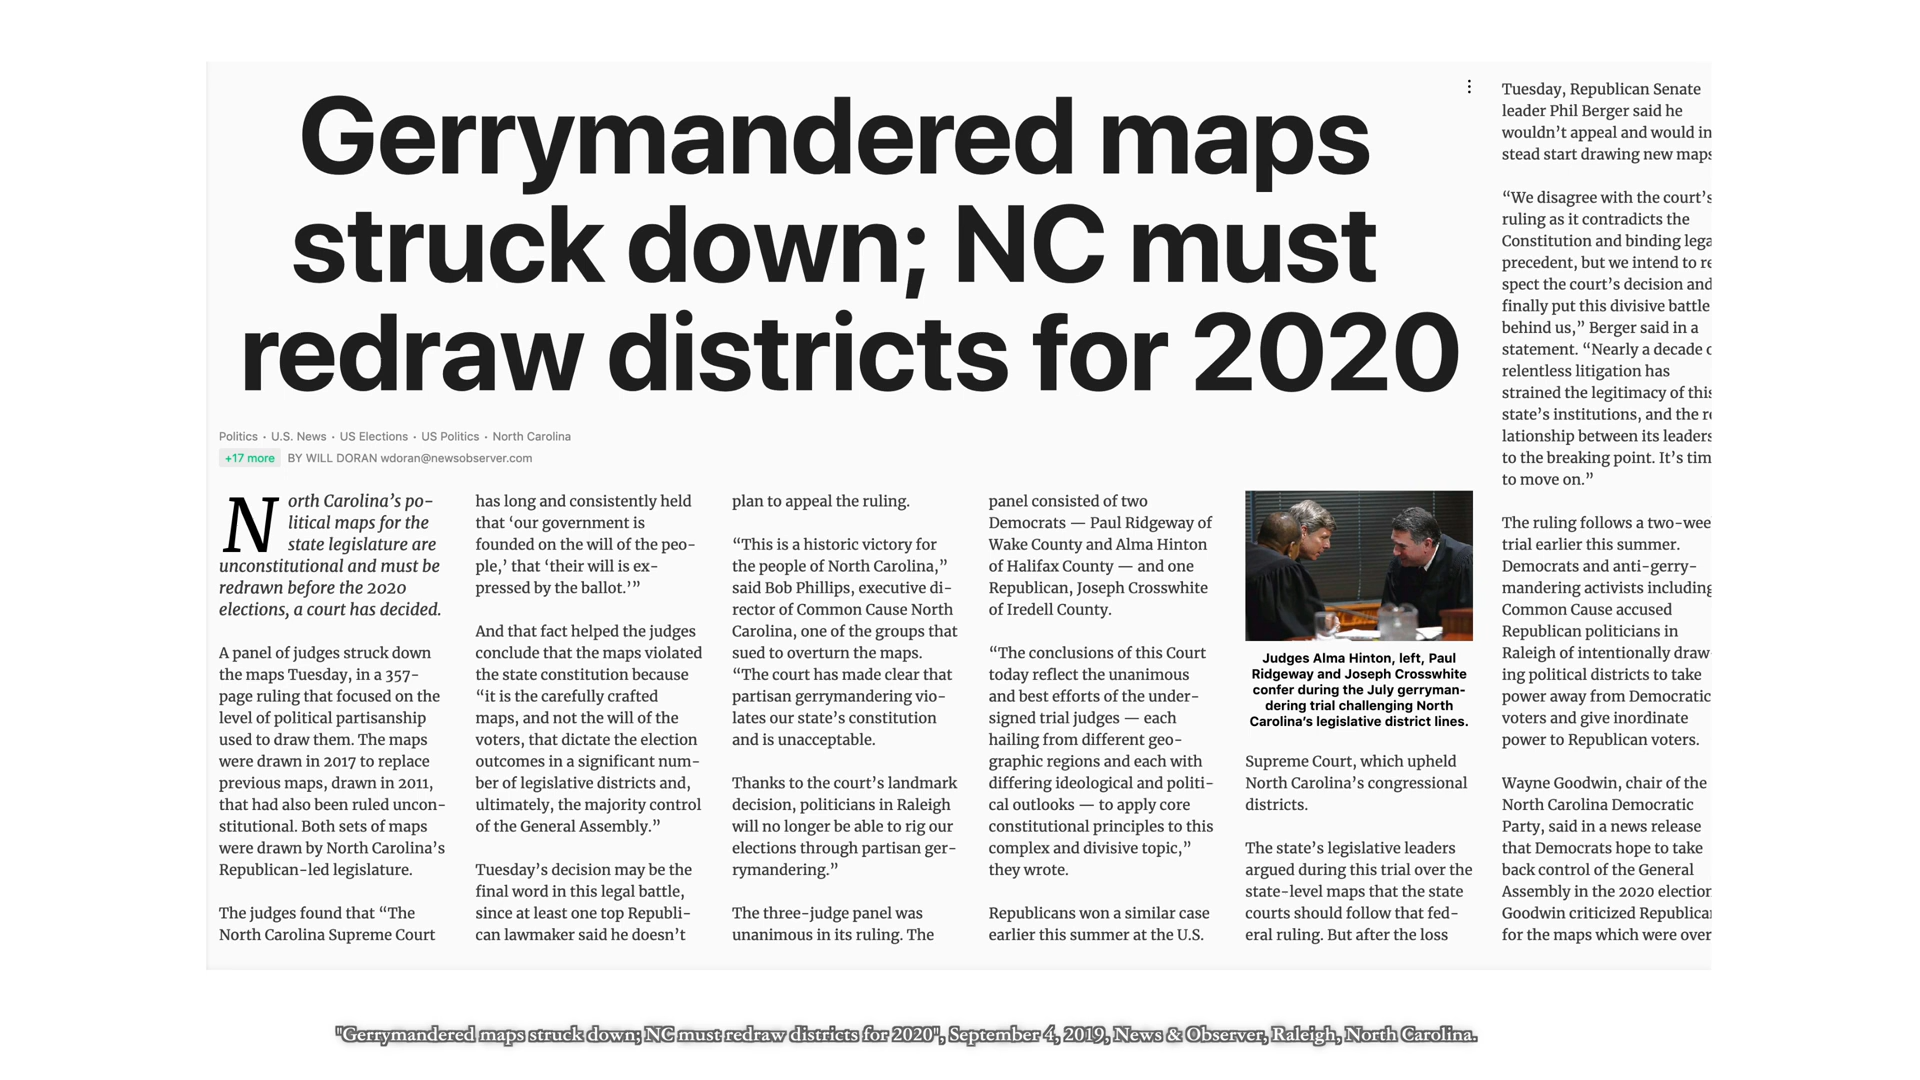 Gerrymandered maps
struck down; NC must
redraw districts for 2020
Politics · U.S. News · US Elections · US Politics · North Carolina
+17 more BY WILL DORAN wdoran@newsobserver.com
North Carolina’s po-
litical maps for the
state legislature are
unconstitutional and must be
redrawn before the 2020
elections, a court has decided.
A panel of judges struck down
the maps Tuesday, in a 357-
page ruling that focused on the
level of political partisanship
used to draw them. The maps
were drawn in 2017 to replace
previous maps, drawn in 2011,
that had also been ruled uncon-
stitutional. Both sets of maps
were drawn by North Carolina’s
Republican-led legislature.
The judges found that “The
North Carolina Supreme Court
has long and consistently held
that ‘our government is
founded on the will of the peo-
ple,’ that ‘their will is ex-
pressed by the ballot.’”
And that fact helped the judges
conclude that the maps violated
the state constitution because
“it is the carefully crafted
maps, and not the will of the
voters, that dictate the election
outcomes in a significant num-
ber of legislative districts and,
ultimately, the majority control
of the General Assembly.”
Tuesday’s decision may be the
final word in this legal battle,
since at least one top Republi-
can lawmaker said he doesn’t
plan to appeal the ruling.
“This is a historic victory for
the people of North Carolina,”
said Bob Phillips, executive di-
rector of Common Cause North
Carolina, one of the groups that
sued to overturn the maps.
“The court has made clear that
partisan gerrymandering vio-
lates our state’s constitution
and is unacceptable.
Thanks to the court’s landmark
decision, politicians in Raleigh
will no longer be able to rig our
elections through partisan ger-
rymandering.”
The three-judge panel was
unanimous in its ruling. The
panel consisted of two
Democrats — Paul Ridgeway of
Wake County and Alma Hinton
of Halifax County — and one
Republican, Joseph Crosswhite
of Iredell County.
“The conclusions of this Court
today reflect the unanimous
and best efforts of the under-
signed trial judges — each
hailing from different geo-
graphic regions and each with
differing ideological and politi-
cal outlooks — to apply core
constitutional principles to this
complex and divisive topic,”
they wrote.
Republicans won a similar case
earlier this summer at the U.S.
Judges Alma Hinton, left, Paul
Ridgeway and Joseph Crosswhite
confer during the July gerryman-
dering trial challenging North
Carolina’s legislative district lines.
Supreme Court, which upheld
North Carolina’s congressional
districts.
The state’s legislative leaders
argued during this trial over the
state-level maps that the state
courts should follow that fed-
eral ruling. But after the loss
Tuesday, Republican Senate
leader Phil Berger said he
wouldn’t appeal and would in
stead start drawing new maps
“We disagree with the court’s
ruling as it contradicts the
Constitution and binding lega
precedent, but we intend to re
spect the court’s decision and
finally put this divisive battle
behind us,” Berger said in a
statement. “Nearly a decade o
relentless litigation has
strained the legitimacy of this
state’s institutions, and the re
lationship between its leaders
to the breaking point. It’s tim
to move on.”
The ruling follows a two-wee
trial earlier this summer.
Democrats and anti-gerry-
mandering activists including
Common Cause accused
Republican politicians in
Raleigh of intentionally draw-
ing political districts to take
power away from Democratic
voters and give inordinate
power to Republican voters.
Wayne Goodwin, chair of the
North Carolina Democratic
Party, said in a news release
that Democrats hope to take
back control of the General
Assembly in the 2020 election
Goodwin criticized Republican
for the maps which were over
"Gerrymandered maps struck down; NC must redraw districts for 2020", September 4, 2019, News & Observer, Raleigh, North Carolina.